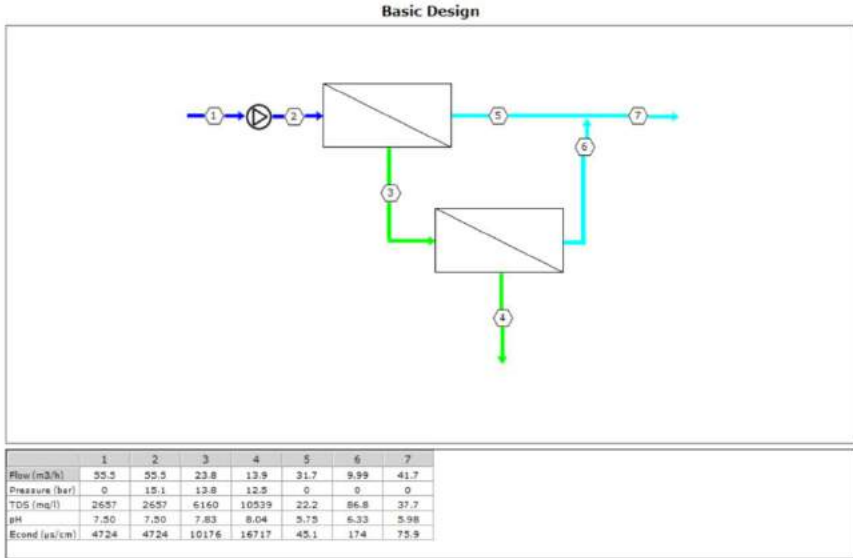 Basic Design
1
2
5
7
6
3
4
1 2 3 4 5 6 7
Flow (m3/h) 55.5 55.5 23.8 13.9 31.7 9.99 41.7
Pressure (bar) 0 15.1 13.8 12.5 0 0 0
TDS (mg/l) 2657 2657 6160 10539 22.2 86.8 37.7
pH 7.50 7.50 7.83 8.04 5.75 6.33 5.98
Econd (µs/cm) 4724 4724 10176 16717 45.1 174 75.9